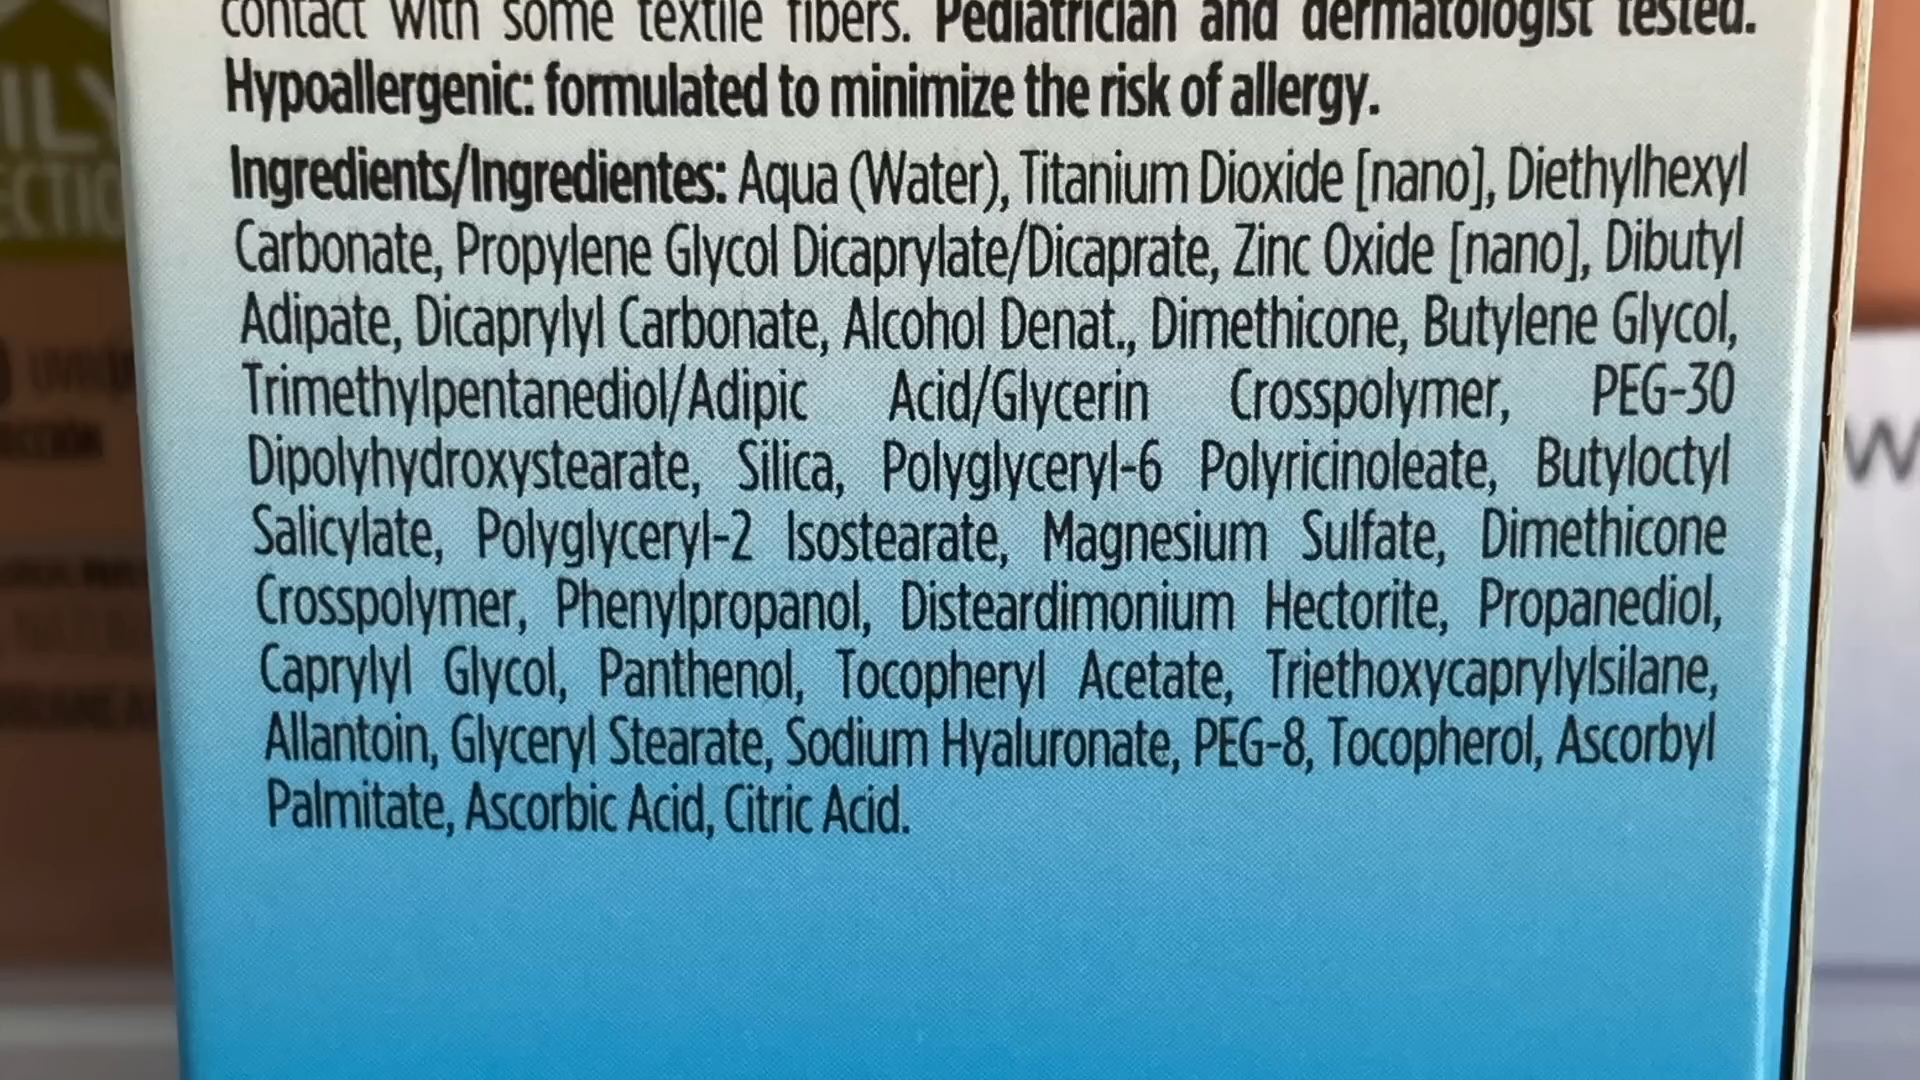 contact with some textile fibers. Pediatrician and dermatologist tested.
Hypoallergenic: formulated to minimize the risk of allergy.
Ingredients/Ingredientes: Aqua (Water), Titanium Dioxide [nano], Diethylhexyl
Carbonate, Propylene Glycol Dicaprylate/Dicaprate, Zinc Oxide [nano], Dibutyl
Adipate, Dicaprylyl Carbonate, Alcohol Denat., Dimethicone, Butylene Glycol,
Trimethylpentanediol/Adipic Acid/Glycerin Crosspolymer, PEG-30
Dipolyhydroxystearate, Silica, Polyglyceryl-6 Polyricinoleate, Butyloctyl
Salicylate, Polyglyceryl-2 Isostearate, Magnesium Sulfate, Dimethicone
Crosspolymer, Phenylpropanol, Disteardimonium Hectorite, Propanediol,
Caprylyl Glycol, Panthenol, Tocopheryl Acetate, Triethoxycaprylylsilane,
Allantoin, Glyceryl Stearate, Sodium Hyaluronate, PEG-8, Tocopherol, Ascorbyl
Palmitate, Ascorbic Acid, Citric Acid.